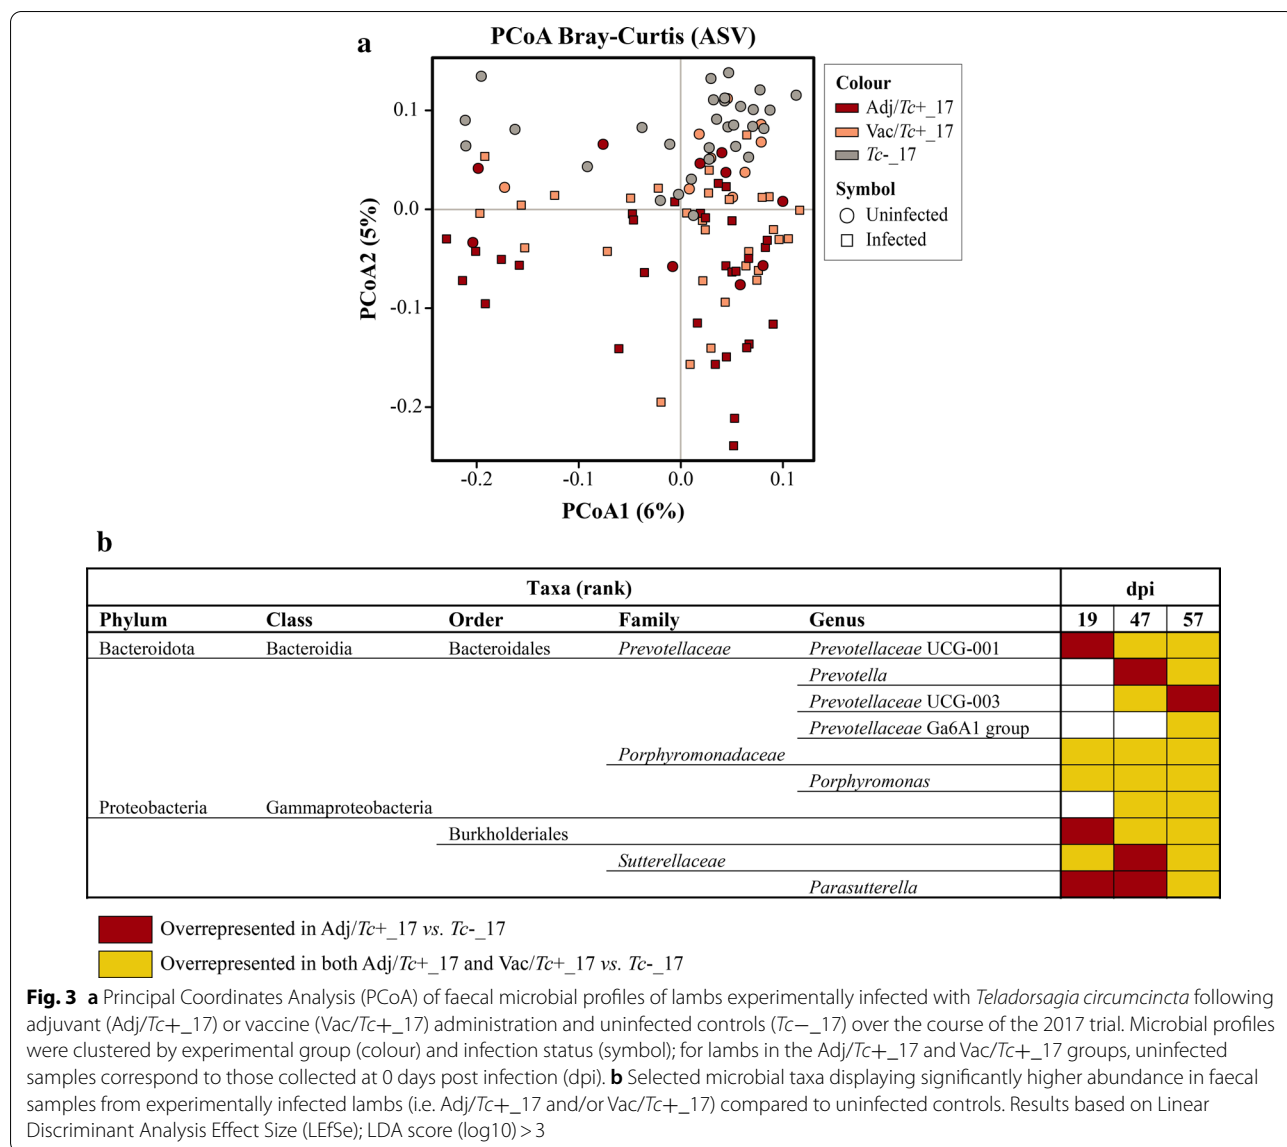 a
PCoA Bray-Curtis (ASV)
0.1
0.0
-0.1
-0.2
PCoA2 (5%)
-0.2 -0.1 0.0 0.1
PCoA1 (6%)
Colour
Adj/Tc+_17
Vac/Tc+_17
Tc-_17
Symbol
Uninfected
Infected
b
Taxa (rank) dpi
Phylum Class Order Family Genus 19 47 57
Bacteroidota Bacteroidia Bacteroidales Prevotellaceae Prevotellaceae UCG-001
Prevotella
Prevotellaceae UCG-003
Prevotellaceae Ga6A1 group
Porphyromonadaceae
Porphyromonas
Proteobacteria Gammaproteobacteria
Burkholderiales
Sutterellaceae
Parasutterella
Overrepresented in Adj/Tc+_17 vs. Tc-_17
Overrepresented in both Adj/Tc+_17 and Vac/Tc+_17 vs. Tc-_17
Fig. 3 a Principal Coordinates Analysis (PCoA) of faecal microbial profiles of lambs experimentally infected with Teladorsagia circumcincta following
adjuvant (Adj/Tc+_17) or vaccine (Vac/Tc+_17) administration and uninfected controls (Tc−_17) over the course of the 2017 trial. Microbial profiles
were clustered by experimental group (colour) and infection status (symbol); for lambs in the Adj/Tc+_17 and Vac/Tc+_17 groups, uninfected
samples correspond to those collected at 0 days post infection (dpi). b Selected microbial taxa displaying significantly higher abundance in faecal
samples from experimentally infected lambs (i.e. Adj/Tc+_17 and/or Vac/Tc+_17) compared to uninfected controls. Results based on Linear
Discriminant Analysis Effect Size (LEfSe); LDA score (log10) > 3